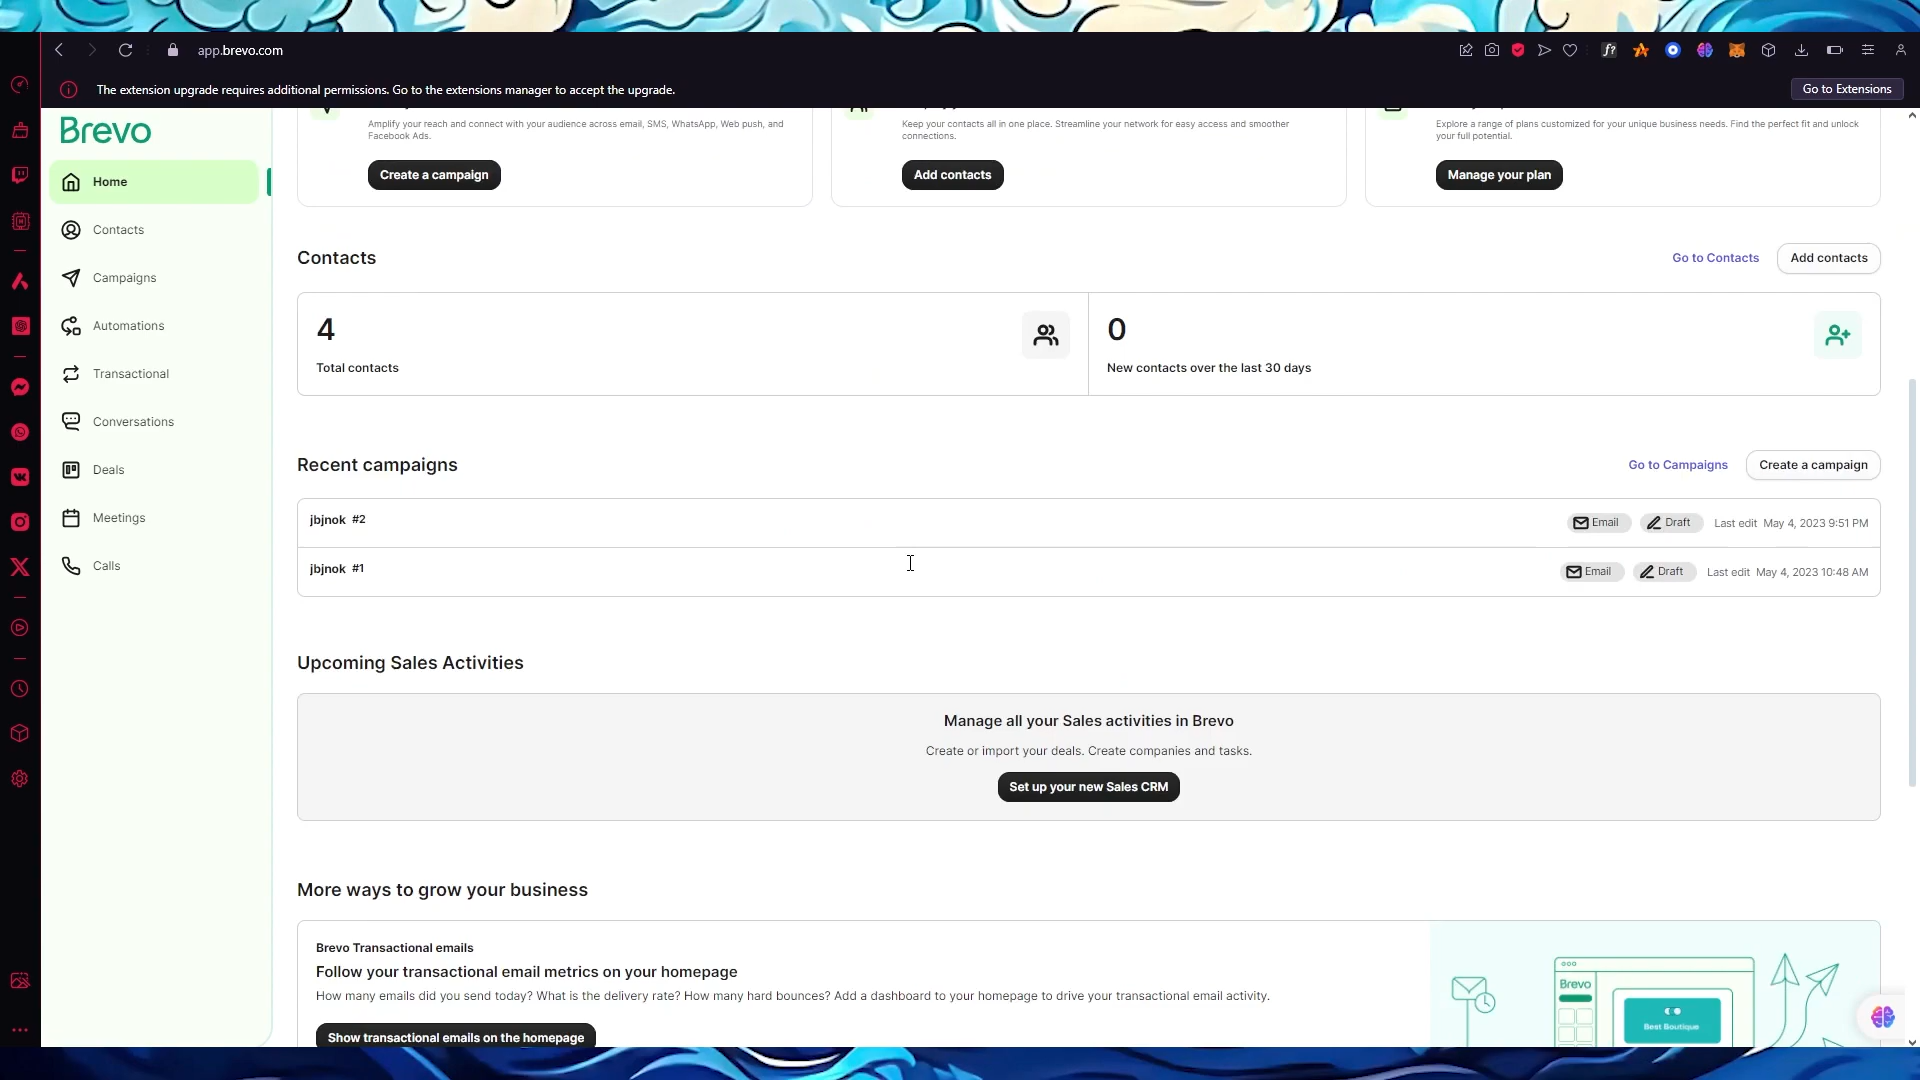 app.brevo.com
The extension upgrade requires additional permissions. Go to the extensions manager to accept the upgrade.
Go to Extensions
Brevo
Home
Contacts
Campaigns
Automations
Transactional
Conversations
Deals
Meetings
Calls
Amplify your reach and connect with your audience across email, SMS, WhatsApp, Web push, and
Facebook Ads.
Create a campaign
Keep your contacts all in one place. Streamline your network for easy access and smoother
connections.
Add contacts
Explore a range of plans customized for your unique business needs. Find the perfect fit and unlock
your full potential.
Manage your plan
Contacts
Go to Contacts
Add contacts
4
Total contacts
0
New contacts over the last 30 days
Recent campaigns
Go to Campaigns
Create a campaign
jbjnok #2
Email
Draft
Last edit May 4, 2023 9:51 PM
jbjnok #1
Email
Draft
Last edit May 4, 2023 10:48 AM
Upcoming Sales Activities
Manage all your Sales activities in Brevo
Create or import your deals. Create companies and tasks.
Set up your new Sales CRM
More ways to grow your business
Brevo Transactional emails
Follow your transactional email metrics on your homepage
How many emails did you send today? What is the delivery rate? How many hard bounces? Add a dashboard to your homepage to drive your transactional email activity.
Show transactional emails on the homepage
Brevo
Best Boutique